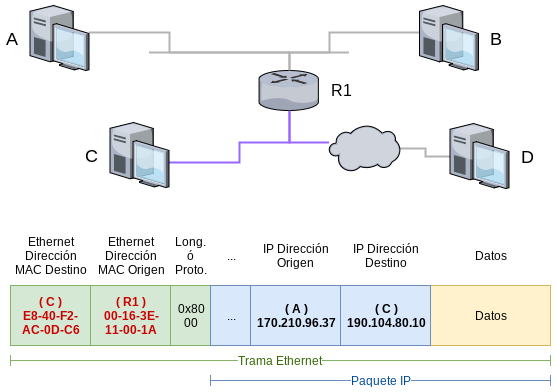 A
B
R1
C
D
Ethernet
Dirección
MAC Destino
Ethernet
Dirección
MAC Origen
Long.
ó
Proto.
...
IP Dirección
Origen
IP Dirección
Destino
Datos
( C )
E8-40-F2-
AC-0D-C6
( R1 )
00-16-3E-
11-00-1A
0x80
00
...
( A )
170.210.96.37
( C )
190.104.80.10
Datos
Trama Ethernet
Paquete IP